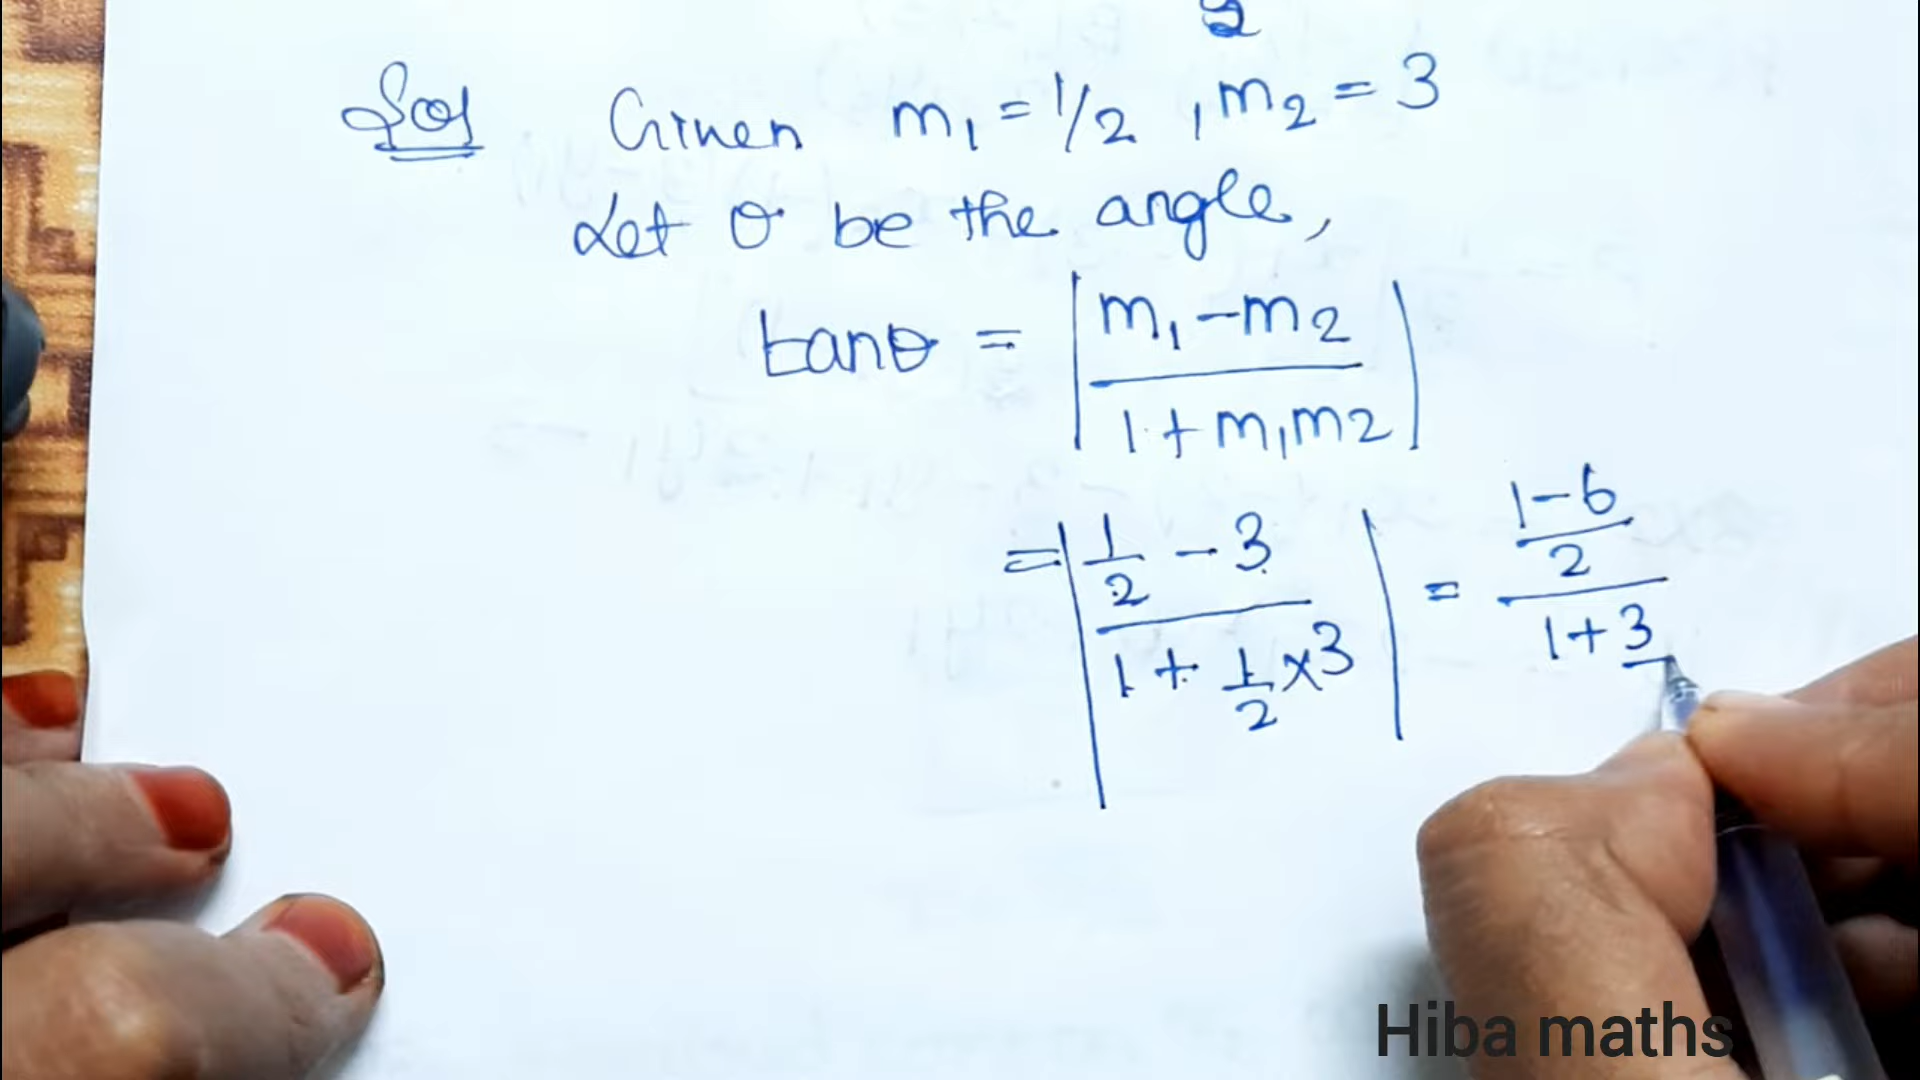 2
Sol Given m₁ = 1/2 , m₂ = 3
Let θ be the angle,
tanθ = | (m₁ - m₂) / (1 + m₁m₂) |
= | (1/2 - 3) / (1 + 1/2 × 3) | = ((1 - 6)/2) / (1 + 3/
Hiba maths